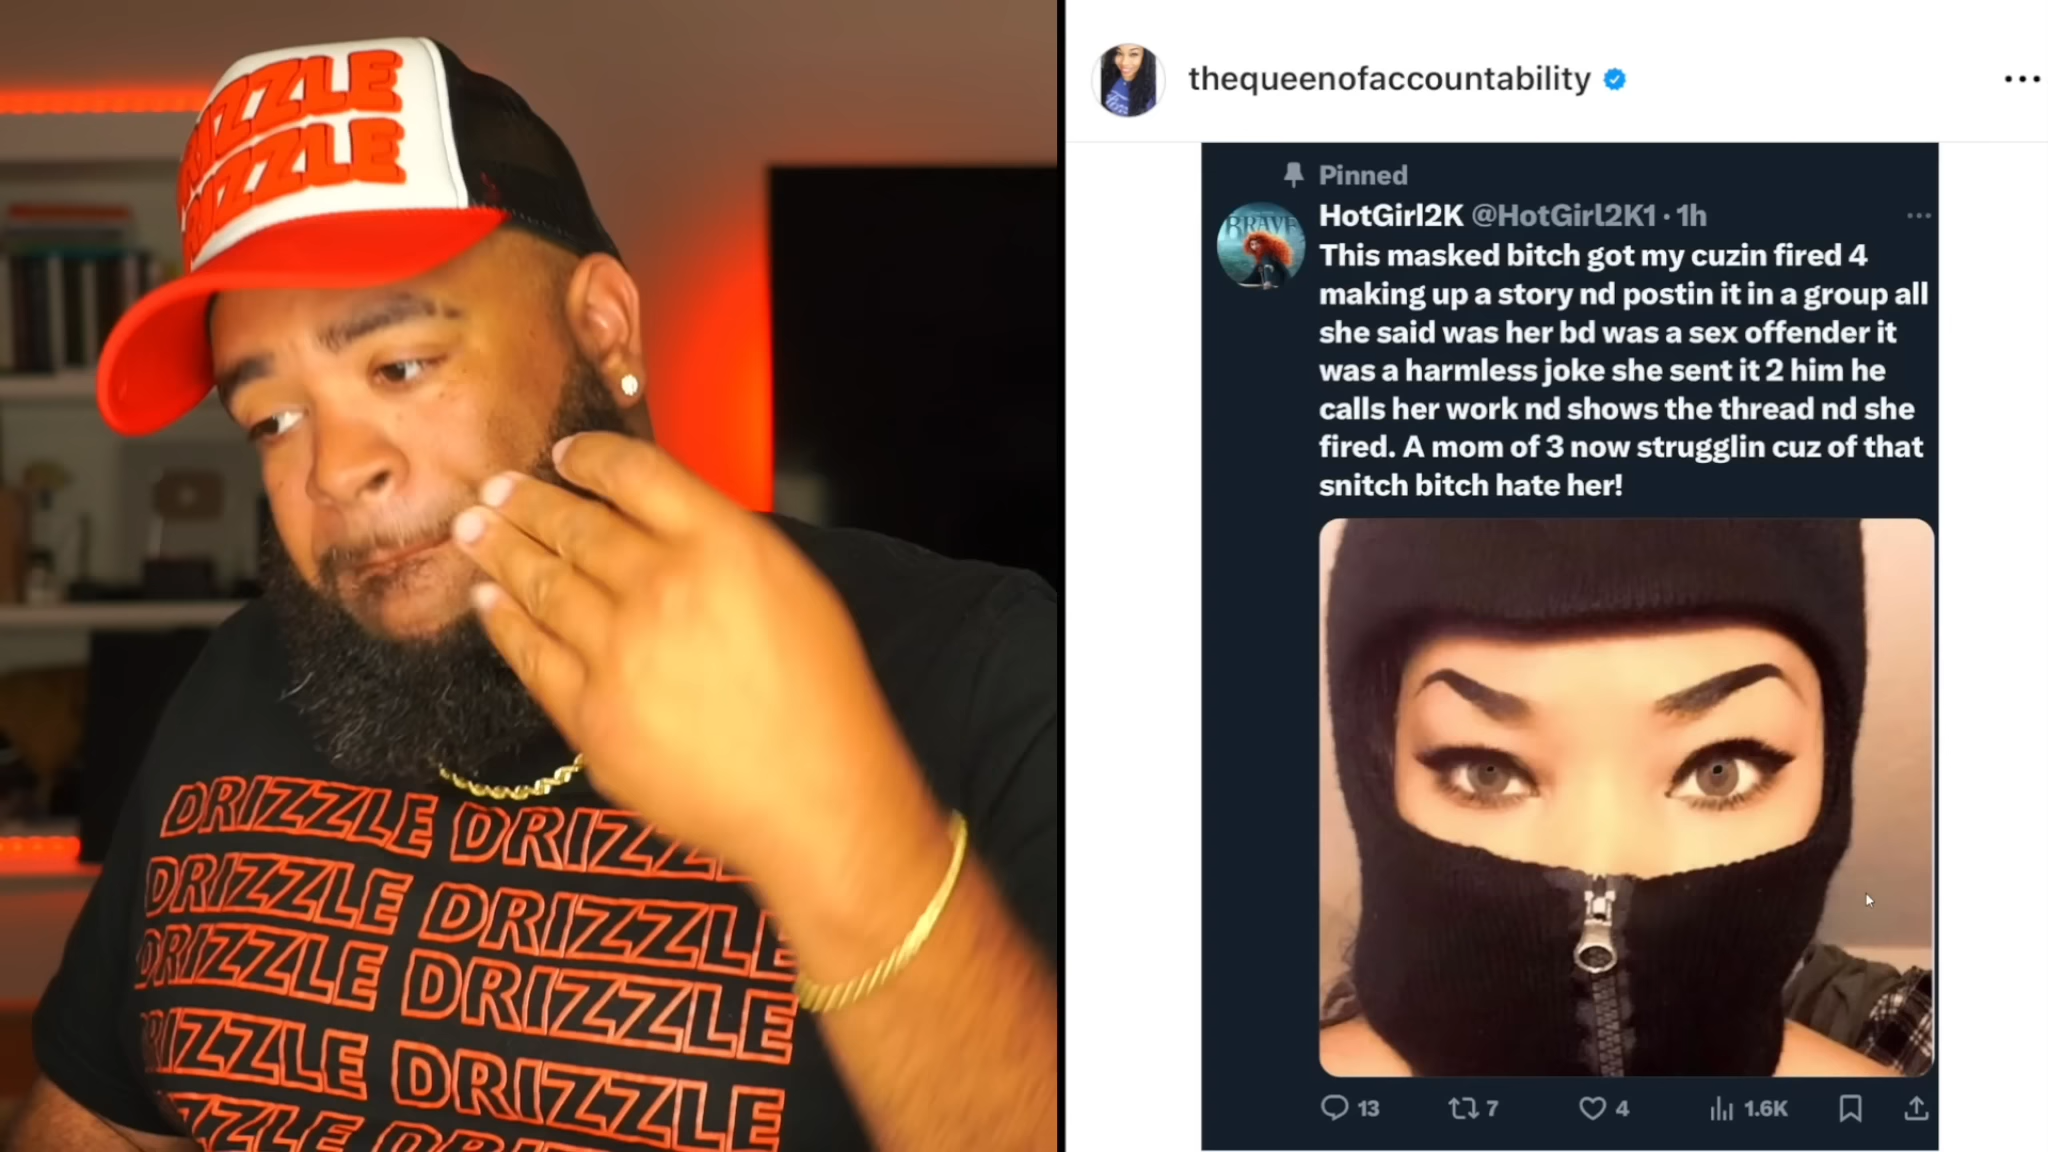 DRIZZLE
DRIZZLE
DRIZZLE DRIZZLE
DRIZZLE DRIZZLE
DRIZZLE DRIZZLE
DRIZZLE DRIZZLE
thequeenofaccountability
Pinned
HotGirl2K @HotGirl2K1 · 1h
This masked bitch got my cuzin fired 4
making up a story nd postin it in a group all
she said was her bd was a sex offender it
was a harmless joke she sent it 2 him he
calls her work nd shows the thread nd she
fired. A mom of 3 now strugglin cuz of that
snitch bitch hate her!
BRAVE
13
7
4
1.6K